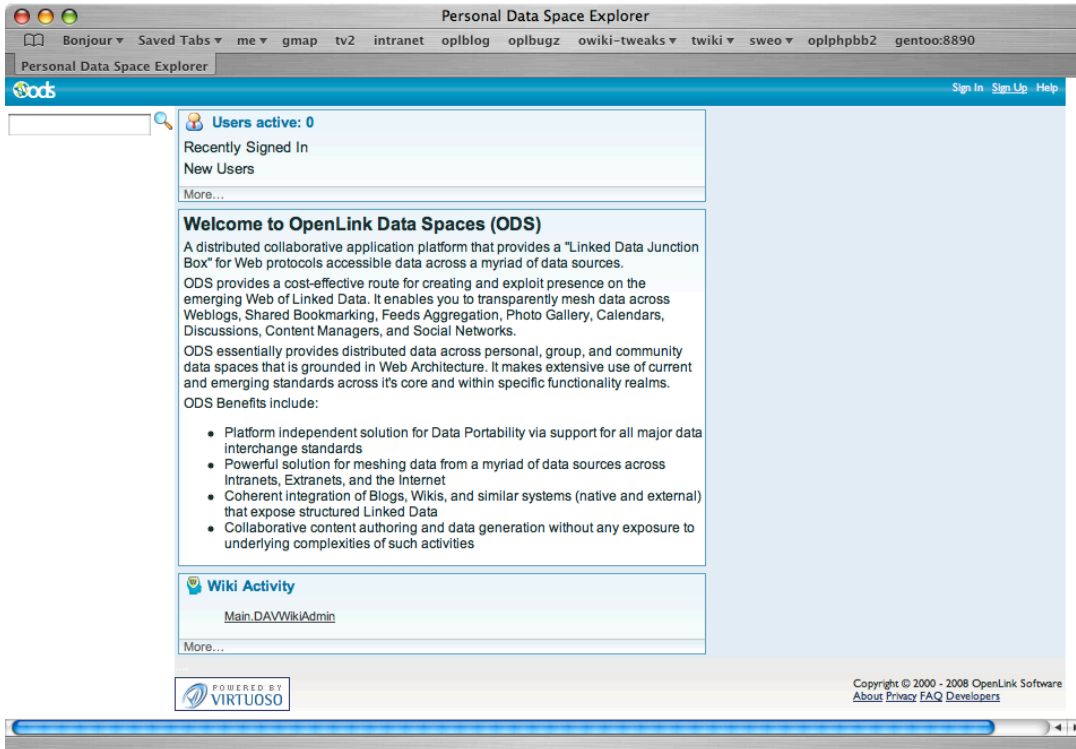 Personal Data Space Explorer
Bonjour Saved Tabs me gmap tv2 intranet oplblog oplbugz owiki-tweaks twiki sweo oplphpbb2 gentoo:8890
Personal Data Space Explorer
ods
Sign In Sign Up Help
Users active: 0
Recently Signed In
New Users
More...
Welcome to OpenLink Data Spaces (ODS)
A distributed collaborative application platform that provides a "Linked Data Junction
Box" for Web protocols accessible data across a myriad of data sources.
ODS provides a cost-effective route for creating and exploit presence on the
emerging Web of Linked Data. It enables you to transparently mesh data across
Weblogs, Shared Bookmarking, Feeds Aggregation, Photo Gallery, Calendars,
Discussions, Content Managers, and Social Networks.
ODS essentially provides distributed data across personal, group, and community
data spaces that is grounded in Web Architecture. It makes extensive use of current
and emerging standards across it's core and within specific functionality realms.
ODS Benefits include:
• Platform independent solution for Data Portability via support for all major data
interchange standards
• Powerful solution for meshing data from a myriad of data sources across
Intranets, Extranets, and the Internet
• Coherent integration of Blogs, Wikis, and similar systems (native and external)
that expose structured Linked Data
• Collaborative content authoring and data generation without any exposure to
underlying complexities of such activities
Wiki Activity
Main.DAVWikiAdmin
More...
POWERED BY
VIRTUOSO
Copyright © 2000 - 2008 OpenLink Software
About Privacy FAQ Developers